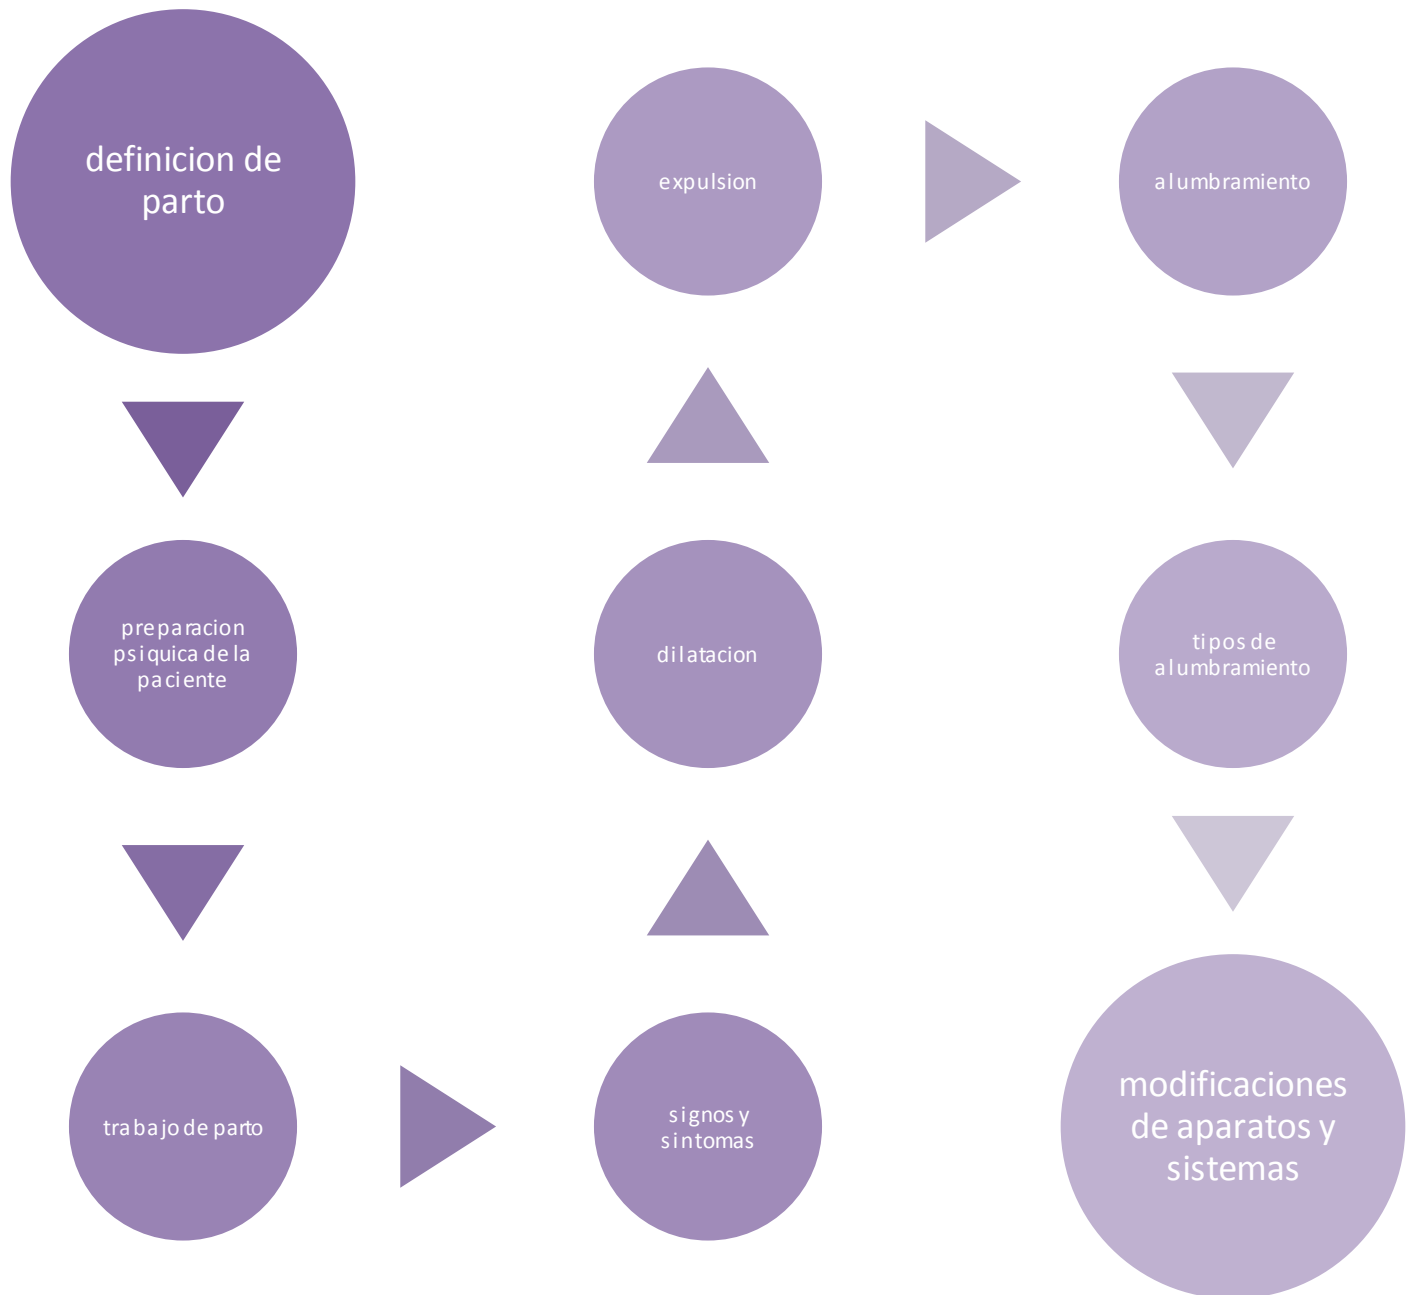 definicion de
parto
preparacion
psiquica de la
paciente
trabajo de parto
signos y
sintomas
dilatacion
expulsion
alumbramiento
tipos de
alumbramiento
modificaciones
de aparatos y
sistemas